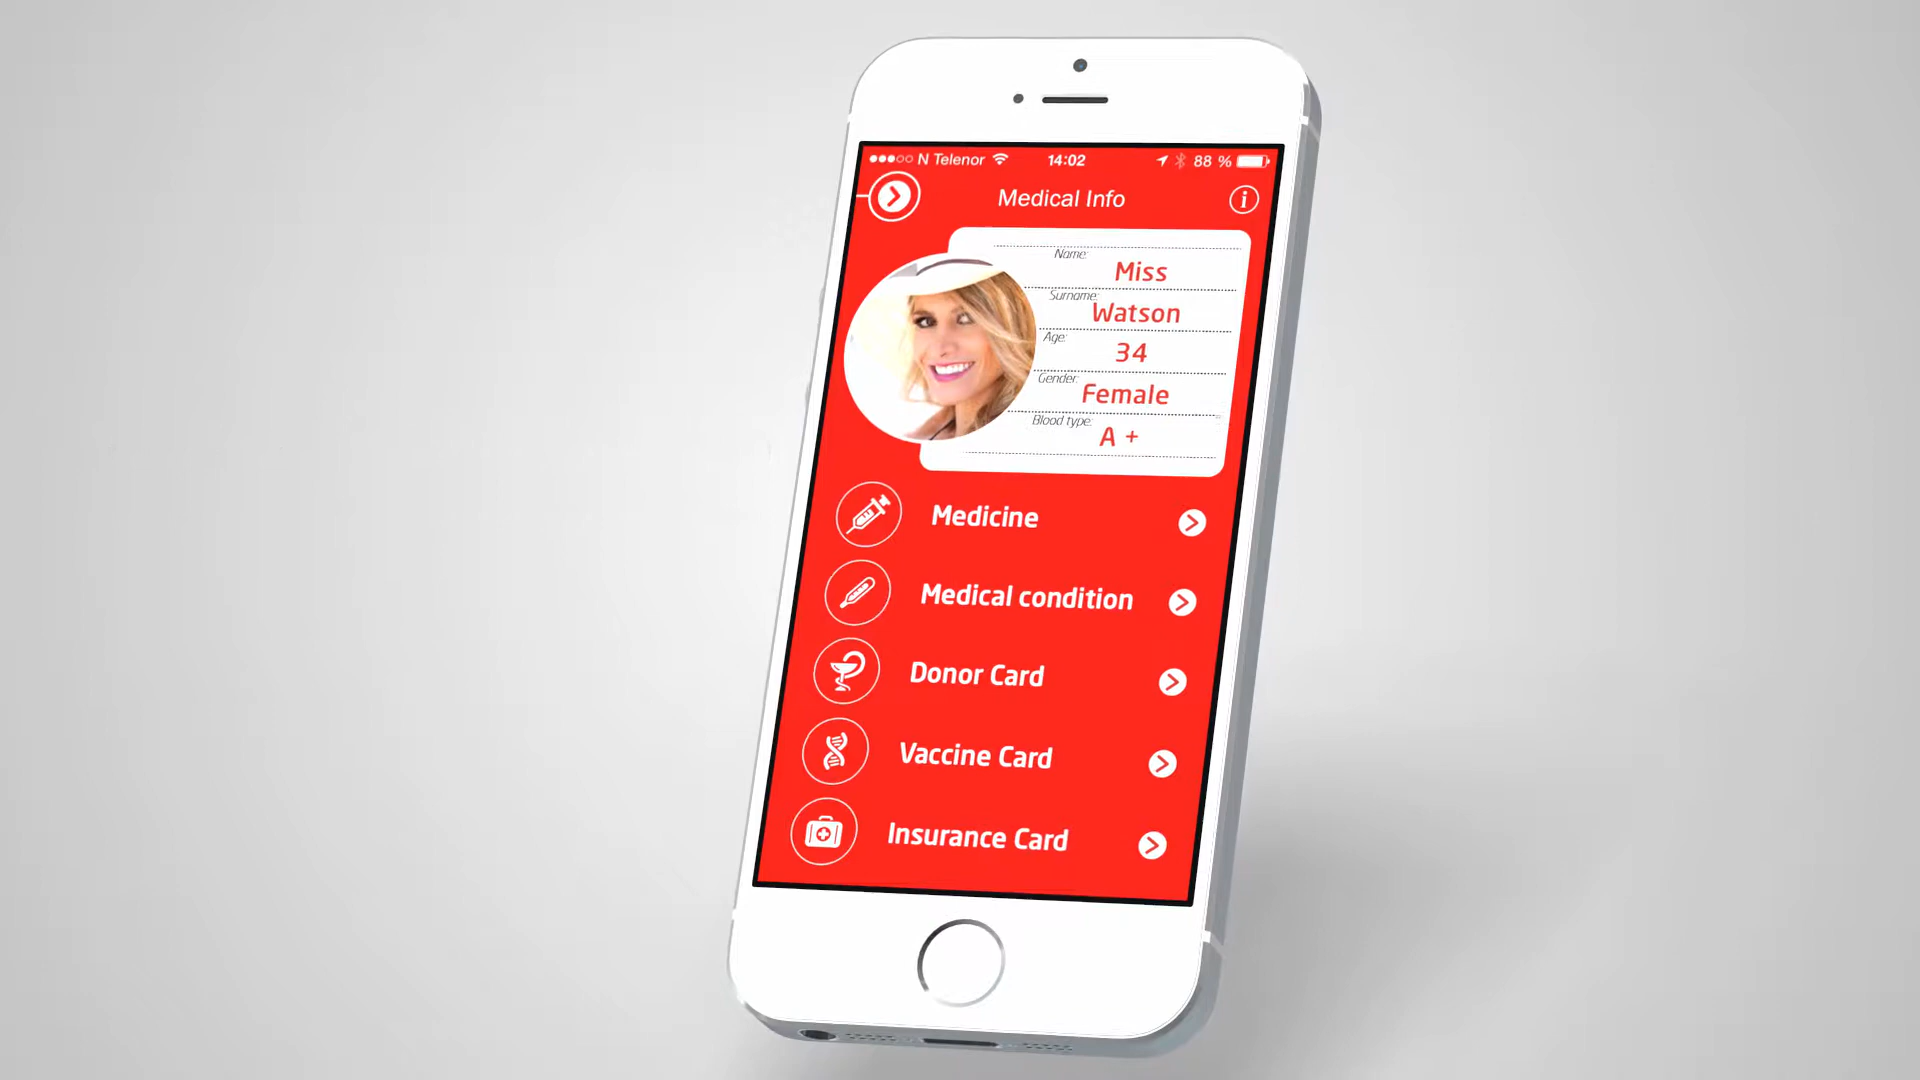 N Telenor 14:02 88 %
Medical Info
Name:
Miss
Surname:
Watson
Age:
34
Gender:
Female
Blood type:
A +
Medicine
Medical condition
Donor Card
Vaccine Card
Insurance Card